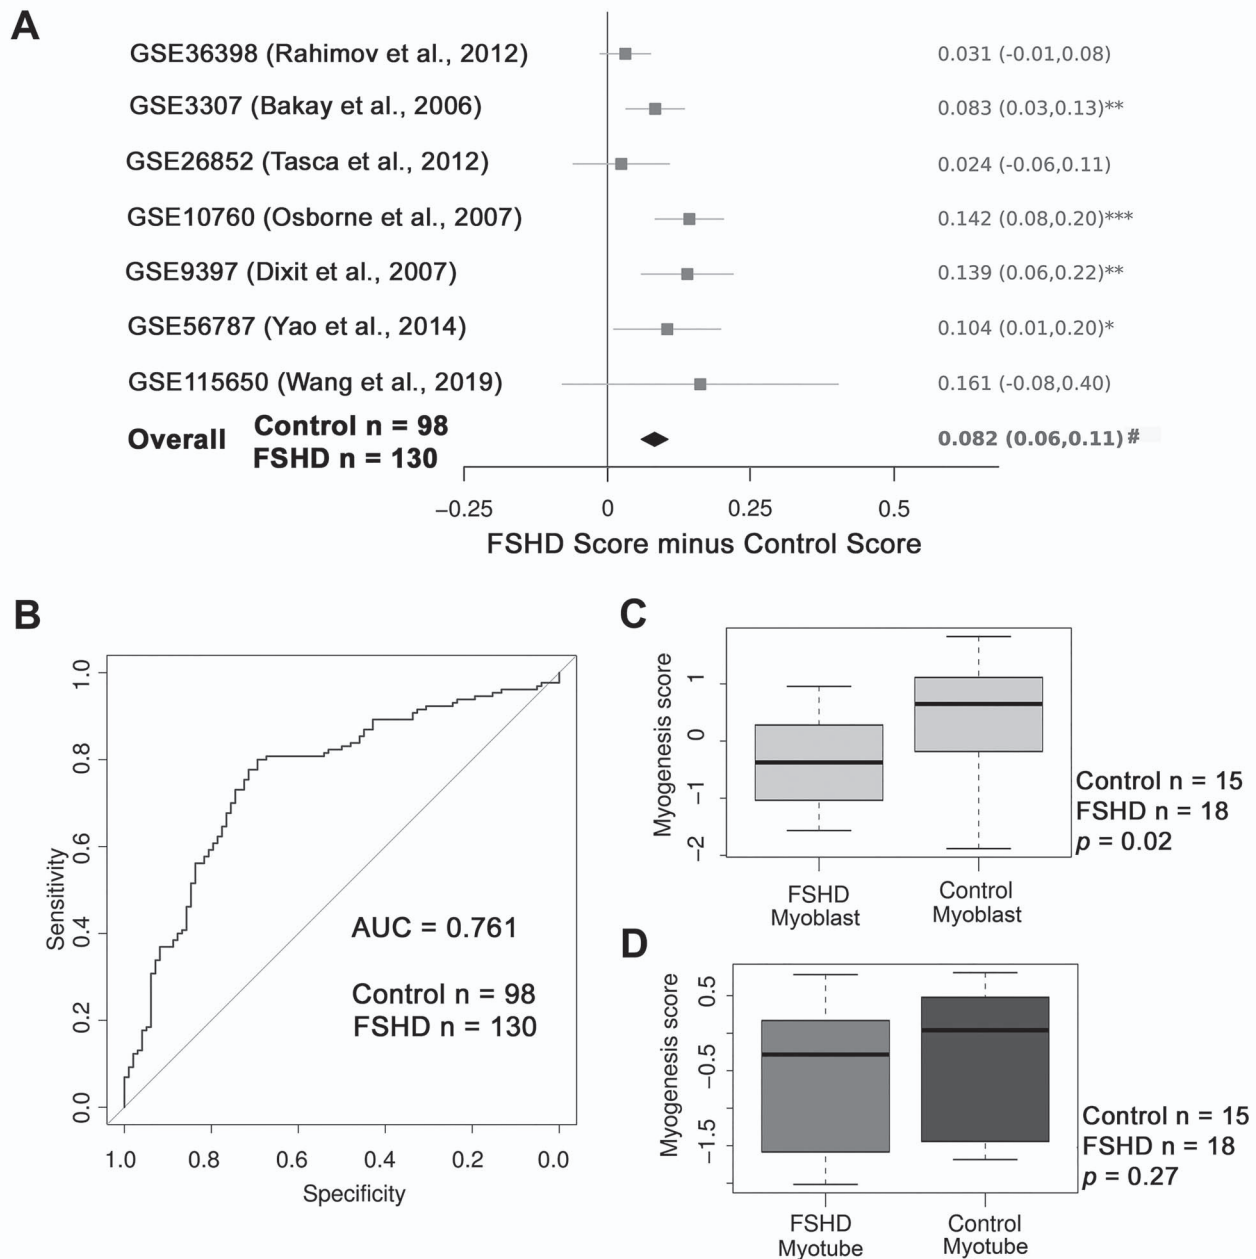 A
GSE36398 (Rahimov et al., 2012) 0.031 (-0.01,0.08)
GSE3307 (Bakay et al., 2006) 0.083 (0.03,0.13)**
GSE26852 (Tasca et al., 2012) 0.024 (-0.06,0.11)
GSE10760 (Osborne et al., 2007) 0.142 (0.08,0.20)***
GSE9397 (Dixit et al., 2007) 0.139 (0.06,0.22)**
GSE56787 (Yao et al., 2014) 0.104 (0.01,0.20)*
GSE115650 (Wang et al., 2019) 0.161 (-0.08,0.40)
Overall Control n = 98 0.082 (0.06,0.11)#
FSHD n = 130
−0.25 0 0.25 0.5
FSHD Score minus Control Score
B
Sensitivity
1.0
0.8
0.6
0.4
0.2
0.0
AUC = 0.761
Control n = 98
FSHD n = 130
1.0 0.8 0.6 0.4 0.2 0.0
Specificity
C
Myogenesis score
1
0
−1
−2
Control n = 15
FSHD n = 18
p = 0.02
FSHD Control
Myoblast Myoblast
D
Myogenesis score
0.5
−0.5
−1.5
Control n = 15
FSHD n = 18
p = 0.27
FSHD Control
Myotube Myotube